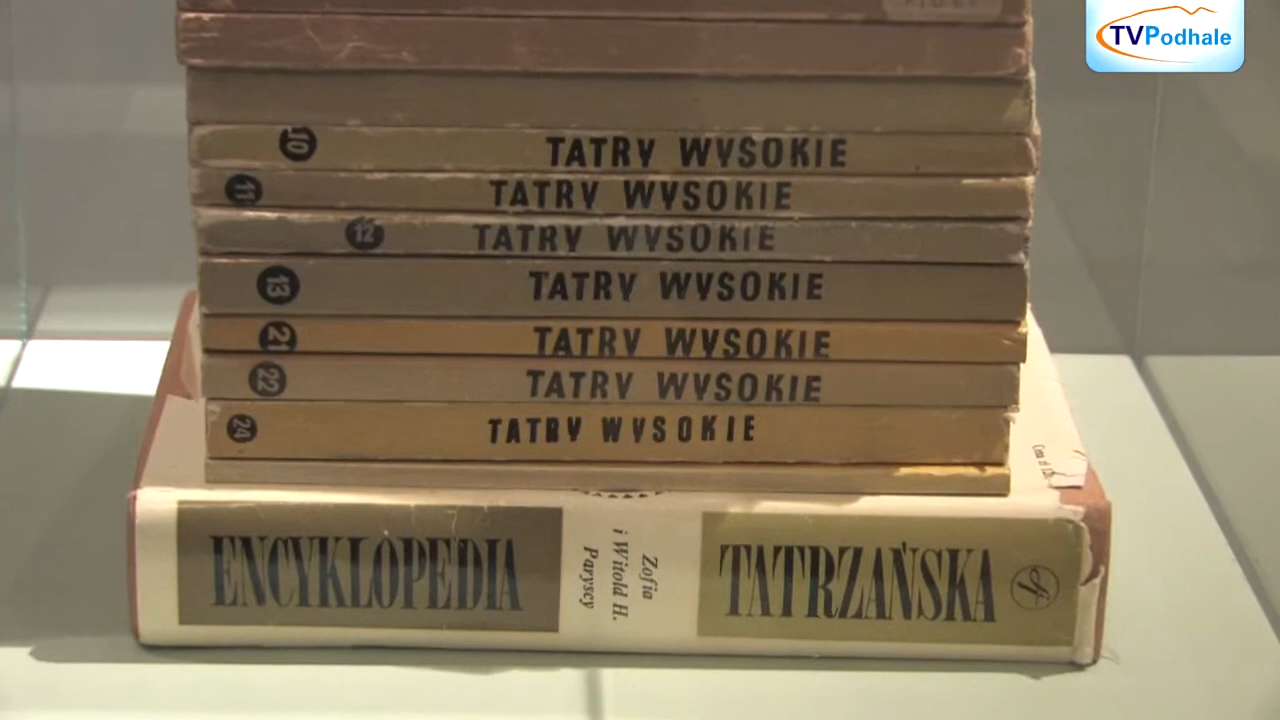 TVPodhale
10 TATRY WYSOKIE
11 TATRY WYSOKIE
12 TATRY WYSOKIE
13 TATRY WYSOKIE
21 TATRY WYSOKIE
22 TATRY WYSOKIE
24 TATRY WYSOKIE
ENCYKLOPEDIA
Zofia
i Witold H.
Paryscy
TATRZAŃSKA